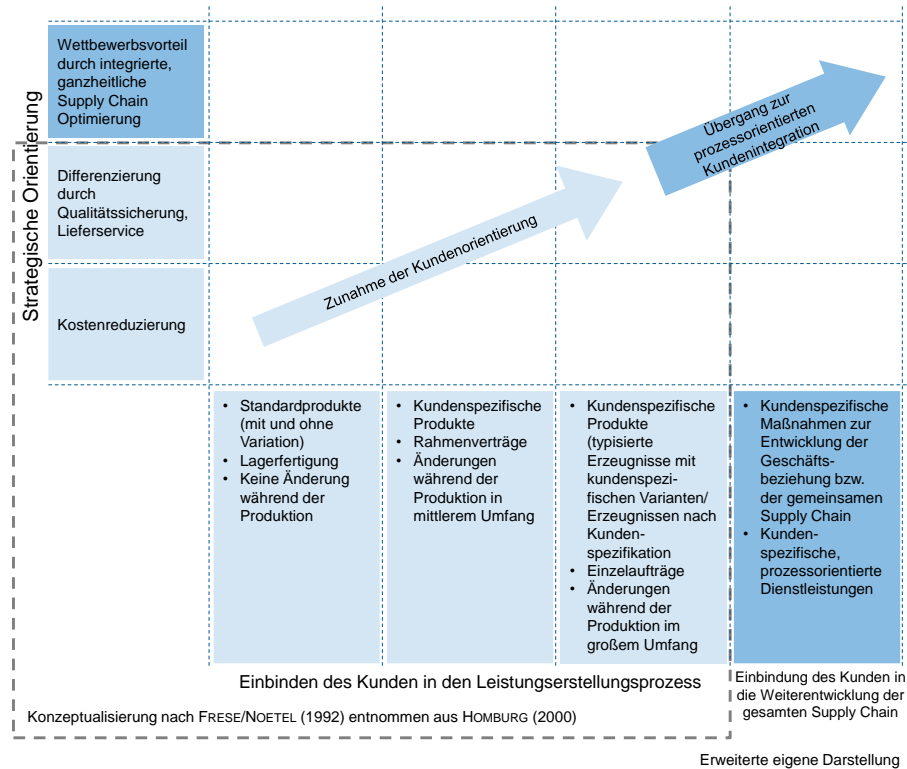 Wettbewerbsvorteil
durch integrierte,
ganzheitliche
Supply Chain
Optimierung
Differenzierung
durch
Qualitätssicherung,
Lieferservice
Kostenreduzierung
Strategische Orientierung
Zunahme der Kundenorientierung
Übergang zur
prozessorientierten
Kundenintegration
• Standardprodukte
(mit und ohne
Variation)
• Lagerfertigung
• Keine Änderung
während der
Produktion
• Kundenspezifische
Produkte
• Rahmenverträge
• Änderungen
während der
Produktion in
mittlerem Umfang
• Kundenspezifische
Produkte
(typisierte
Erzeugnisse mit
kundenspezi-
fischen Varianten/
Erzeugnissen nach
Kunden-
spezifikation
• Einzelaufträge
• Änderungen
während der
Produktion im
großem Umfang
• Kundenspezifische
Maßnahmen zur
Entwicklung der
Geschäfts-
beziehung bzw.
der gemeinsamen
Supply Chain
• Kunden-
spezifische,
prozessorientierte
Dienstleistungen
Einbinden des Kunden in den Leistungserstellungsprozess
Einbindung des Kunden in
die Weiterentwicklung der
gesamten Supply Chain
Konzeptualisierung nach FRESE/NOETEL (1992) entnommen aus HOMBURG (2000)
Erweiterte eigene Darstellung